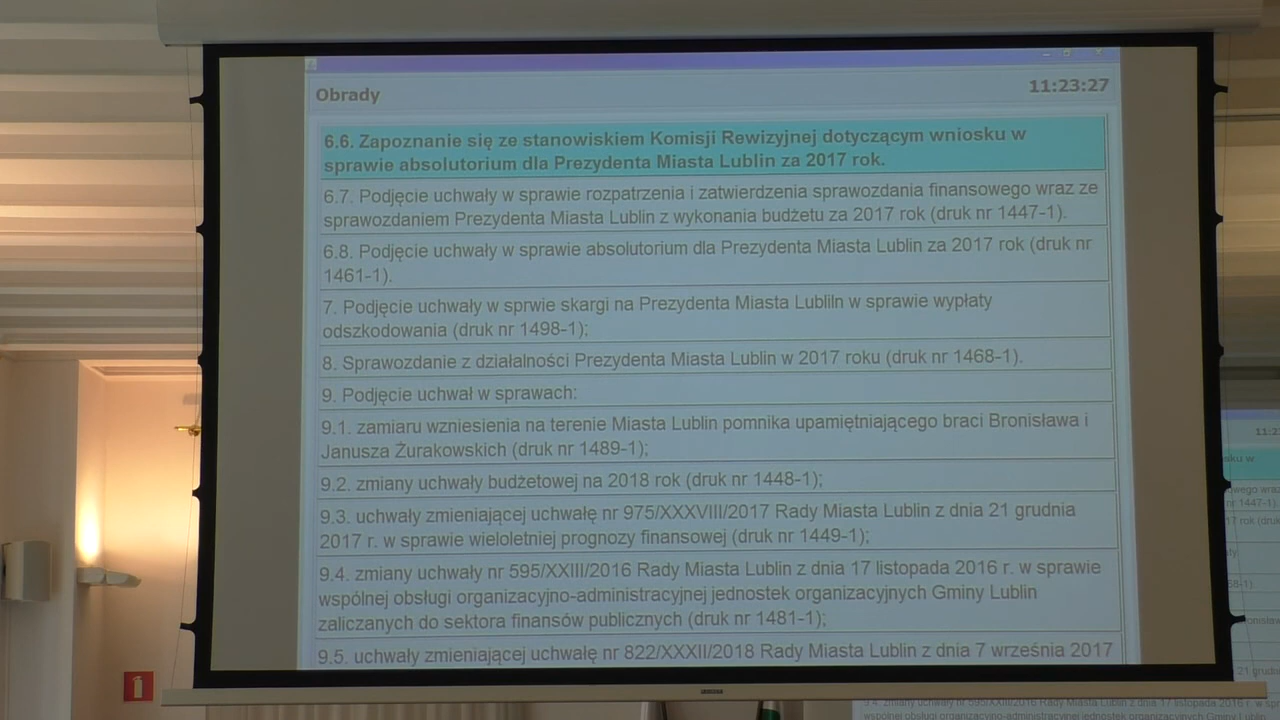 Obrady
11:23:27
6.6. Zapoznanie się ze stanowiskiem Komisji Rewizyjnej dotyczącym wniosku w
sprawie absolutorium dla Prezydenta Miasta Lublin za 2017 rok.
6.7. Podjęcie uchwały w sprawie rozpatrzenia i zatwierdzenia sprawozdania finansowego wraz ze
sprawozdaniem Prezydenta Miasta Lublin z wykonania budżetu za 2017 rok (druk nr 1447-1).
6.8. Podjęcie uchwały w sprawie absolutorium dla Prezydenta Miasta Lublin za 2017 rok (druk nr
1461-1).
7. Podjęcie uchwały w sprwie skargi na Prezydenta Miasta Lubliln w sprawie wypłaty
odszkodowania (druk nr 1498-1);
8. Sprawozdanie z działalności Prezydenta Miasta Lublin w 2017 roku (druk nr 1468-1).
9. Podjęcie uchwał w sprawach:
9.1. zamiaru wzniesienia na terenie Miasta Lublin pomnika upamiętniającego braci Bronisława i
Janusza Żurakowskich (druk nr 1489-1);
9.2. zmiany uchwały budżetowej na 2018 rok (druk nr 1448-1);
9.3. uchwały zmieniającej uchwałę nr 975/XXXVIII/2017 Rady Miasta Lublin z dnia 21 grudnia
2017 r. w sprawie wieloletniej prognozy finansowej (druk nr 1449-1);
9.4. zmiany uchwały nr 595/XXIII/2016 Rady Miasta Lublin z dnia 17 listopada 2016 r. w sprawie
wspólnej obsługi organizacyjno-administracyjnej jednostek organizacyjnych Gminy Lublin
zaliczanych do sektora finansów publicznych (druk nr 1481-1);
9.5. uchwały zmieniającej uchwałę nr 822/XXXII/2018 Rady Miasta Lublin z dnia 7 września 2017